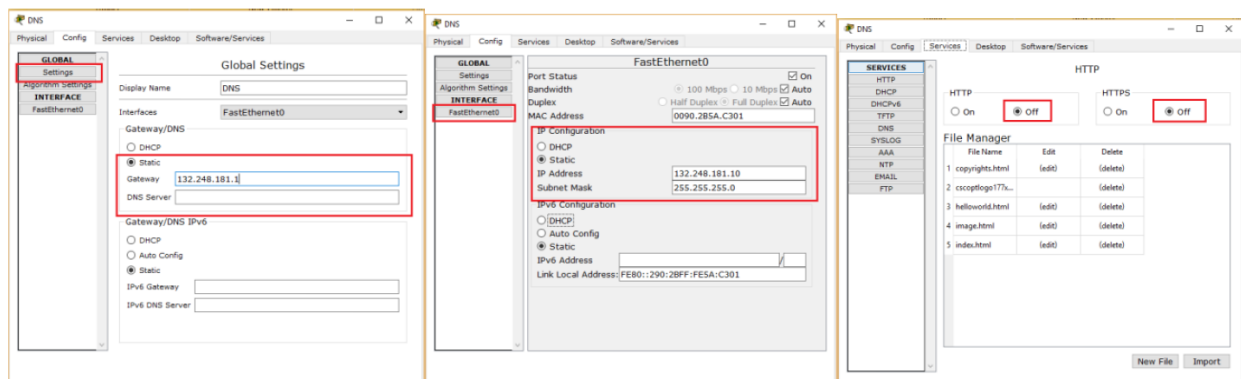 DNS
Physical Config Services Desktop Software/Services
GLOBAL
Settings
Algorithm Settings
INTERFACE
FastEthernet0
Global Settings
Display Name DNS
Interfaces FastEthernet0
Gateway/DNS
DHCP
Static
Gateway 132.248.181.1
DNS Server
Gateway/DNS IPv6
DHCP
Auto Config
Static
IPv6 Gateway
IPv6 DNS Server
DNS
Physical Config Services Desktop Software/Services
GLOBAL
Settings
Algorithm Settings
INTERFACE
FastEthernet0
FastEthernet0
Port Status On
Bandwidth 100 Mbps 10 Mbps Auto
Duplex Half Duplex Full Duplex Auto
MAC Address 0090.2B5A.C301
IP Configuration
DHCP
Static
IP Address 132.248.181.10
Subnet Mask 255.255.255.0
IPv6 Configuration
DHCP
Auto Config
Static
IPv6 Address /
Link Local Address: FE80::290:2BFF:FE5A:C301
DNS
Physical Config Services Desktop Software/Services
SERVICES
HTTP
DHCP
DHCPv6
TFTP
DNS
SYSLOG
AAA
NTP
EMAIL
FTP
HTTP
HTTP HTTPS
On Off On Off
File Manager
File Name Edit Delete
1 copyrights.html (edit) (delete)
2 cscoptlogo177x... (delete)
3 helloworld.html (edit) (delete)
4 image.html (edit) (delete)
5 index.html (edit) (delete)
New File Import